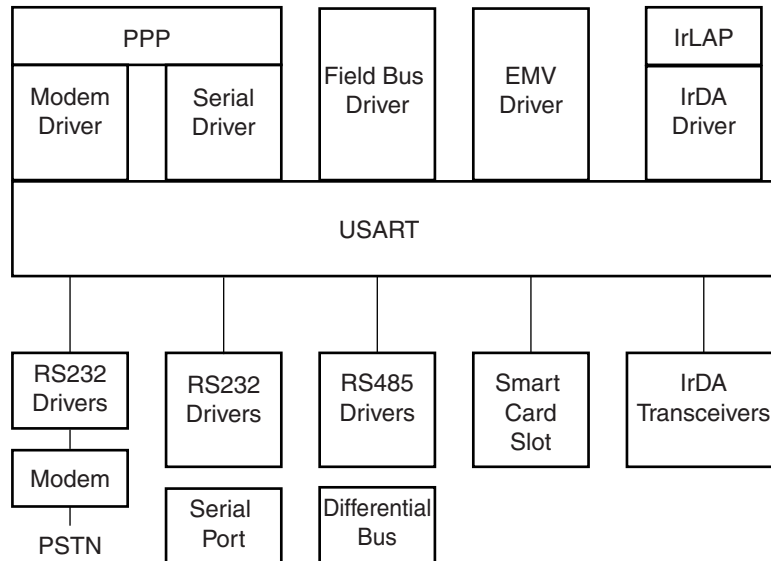 PPP
IrLAP
Modem
Driver
Serial
Driver
Field Bus
Driver
EMV
Driver
IrDA
Driver
USART
RS232
Drivers
RS232
Drivers
RS485
Drivers
Smart
Card
Slot
IrDA
Transceivers
Modem
Serial
Port
Differential
Bus
PSTN